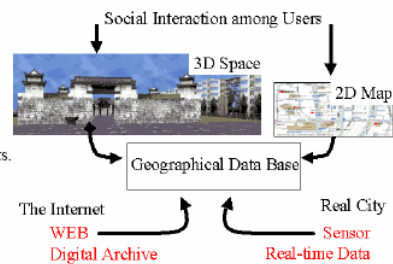 Social Interaction among Users
3D Space
2D Map
ts.
Geographical Data Base
The Internet
Real City
WEB
Sensor
Digital Archive
Real-time Data